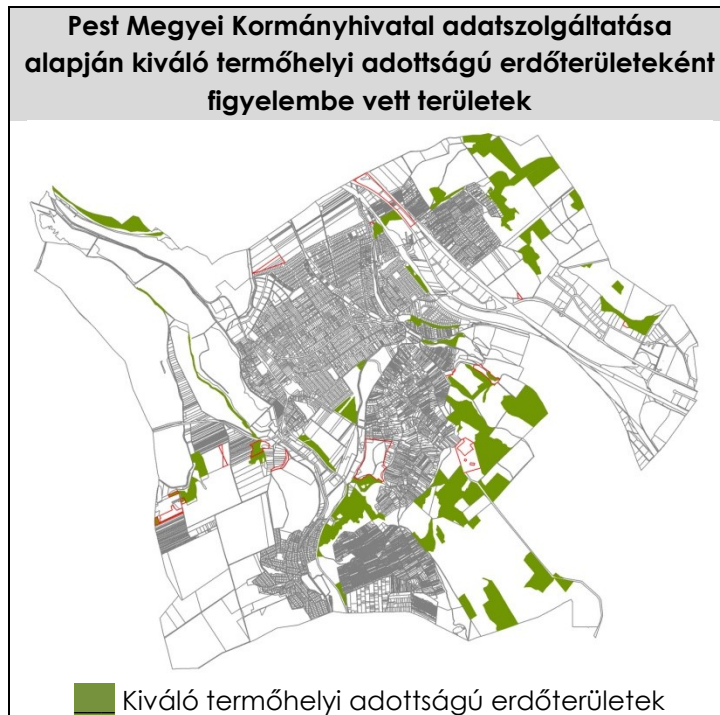 Pest Megyei Kormányhivatal adatszolgáltatása
alapján kiváló termőhelyi adottságú erdőterületeként
figyelembe vett területek
Kiváló termőhelyi adottságú erdőterületek